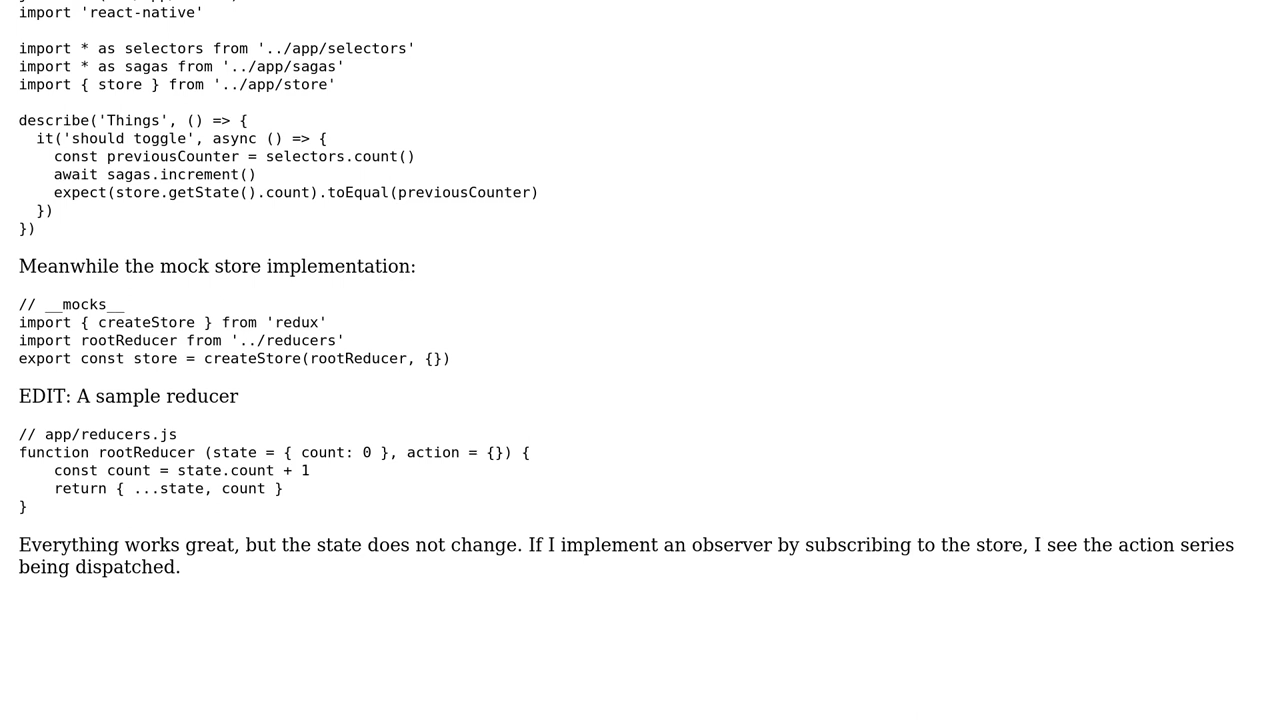 import 'react-native'

import * as selectors from '../app/selectors'
import * as sagas from '../app/sagas'
import { store } from '../app/store'

describe('Things', () => {
  it('should toggle', async () => {
    const previousCounter = selectors.count()
    await sagas.increment()
    expect(store.getState().count).toEqual(previousCounter)
  })
})

Meanwhile the mock store implementation:

// __mocks__
import { createStore } from 'redux'
import rootReducer from '../reducers'
export const store = createStore(rootReducer, {})

EDIT: A sample reducer

// app/reducers.js
function rootReducer (state = { count: 0 }, action = {}) {
    const count = state.count + 1
    return { ...state, count }
}

Everything works great, but the state does not change. If I implement an observer by subscribing to the store, I see the action series
being dispatched.